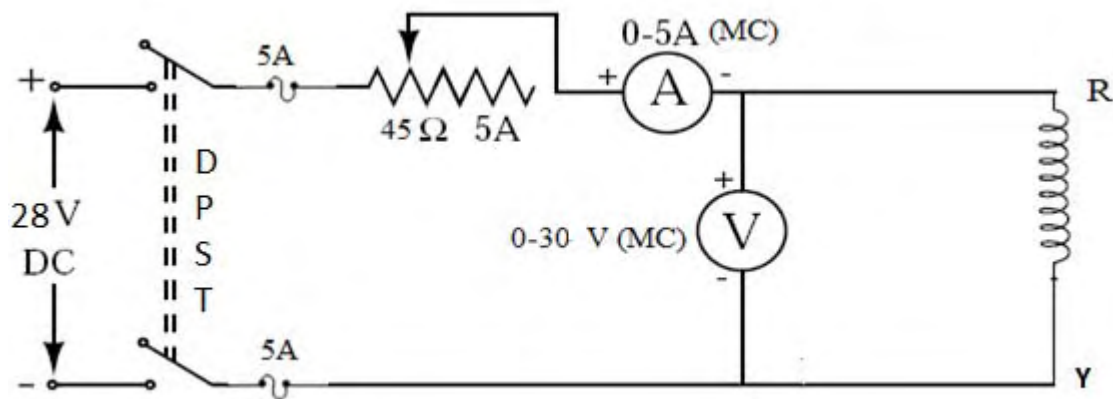 0-5A (MC)
5A
+ - 
A
+
R
45 Ω 5A
D
P
S
T
+
28V
DC
0-30 V (MC)
V
-
5A
-
Y